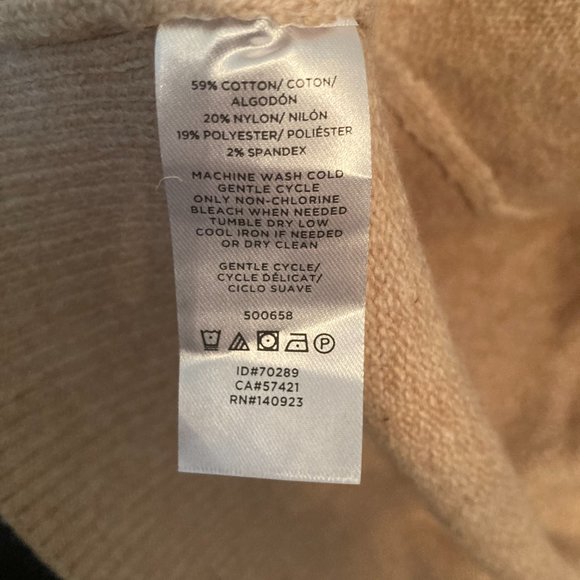 59% COTTON/ COTON/
ALGODÓN
20% NYLON/ NILÓN
19% POLYESTER/ POLIÉSTER
2% SPANDEX
MACHINE WASH COLD
GENTLE CYCLE
ONLY NON-CHLORINE
BLEACH WHEN NEEDED
TUMBLE DRY LOW
COOL IRON IF NEEDED
OR DRY CLEAN
GENTLE CYCLE/
CYCLE DÉLICAT/
CICLO SUAVE
500658
P
ID#70289
CA#57421
RN#140923